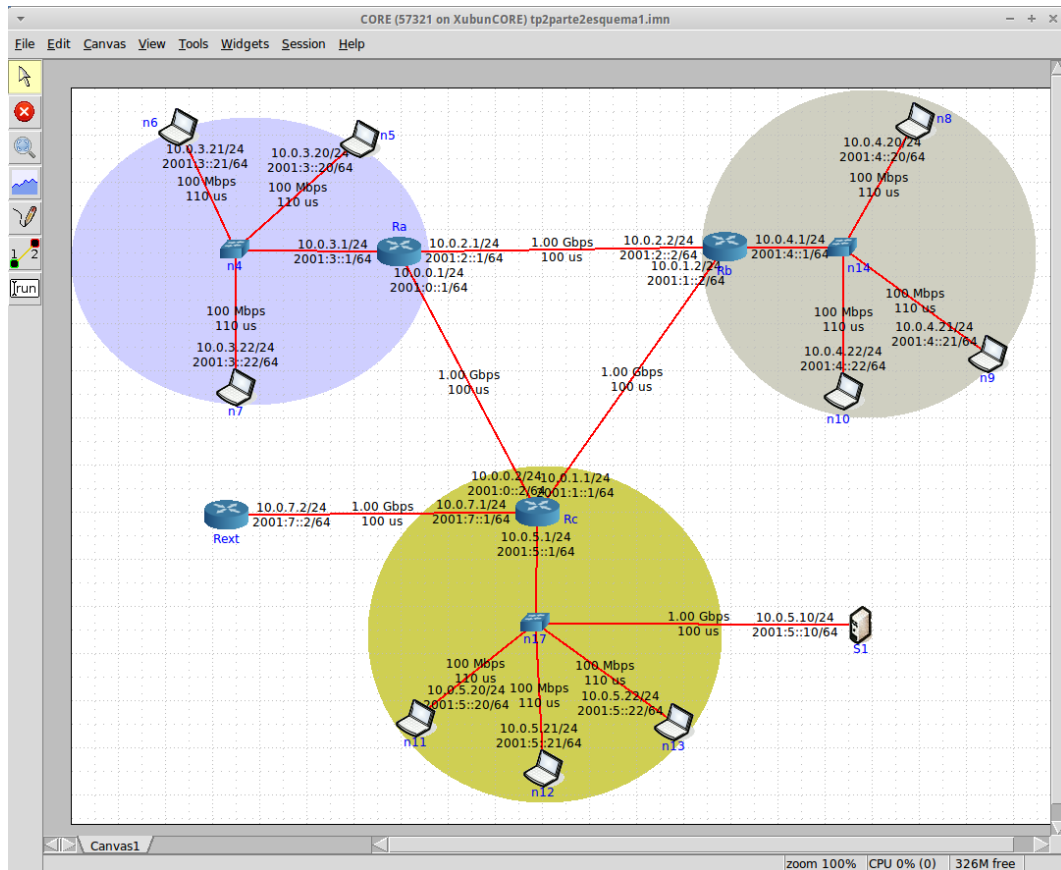 CORE (57321 on XubunCORE) tp2parte2esquema1.imn
File Edit Canvas View Tools Widgets Session Help
1
2
run
n6
10.0.3.21/24
2001:3::21/64
100 Mbps
110 us
n5
10.0.3.20/24
2001:3::20/64
100 Mbps
110 us
n4
10.0.3.1/24
2001:3::1/64
Ra
10.0.2.1/24
2001:2::1/64
10.0.0.1/24
2001:0::1/64
1.00 Gbps
100 us
10.0.2.2/24
2001:2::2/64
10.0.1.2/24
2001:1::2/64
Rb
10.0.4.1/24
2001:4::1/64
n14
n8
10.0.4.20/24
2001:4::20/64
100 Mbps
110 us
100 Mbps
110 us
10.0.4.21/24
2001:4::21/64
n9
100 Mbps
110 us
10.0.4.22/24
2001:4::22/64
n10
100 Mbps
110 us
10.0.3.22/24
2001:3::22/64
n7
1.00 Gbps
100 us
1.00 Gbps
100 us
10.0.0.2/24
2001:0::2/64
10.0.1.1/24
2001:1::1/64
10.0.7.2/24
2001:7::2/64
Rext
1.00 Gbps
100 us
10.0.7.1/24
2001:7::1/64
Rc
10.0.5.1/24
2001:5::1/64
n17
1.00 Gbps
100 us
10.0.5.10/24
2001:5::10/64
S1
100 Mbps
110 us
10.0.5.20/24
2001:5::20/64
n11
100 Mbps
110 us
10.0.5.21/24
2001:5::21/64
n12
100 Mbps
110 us
10.0.5.22/24
2001:5::22/64
n13
Canvas1
zoom 100% CPU 0% (0) 326M free